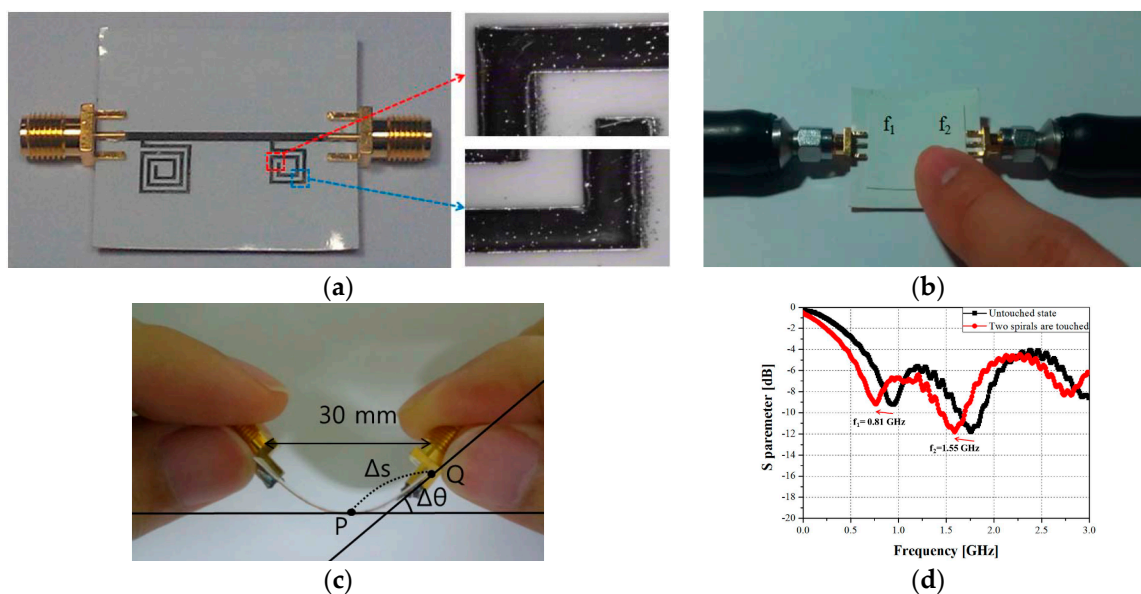 (a)
f1
f2
(b)
30 mm
Δs
Q
Δθ
P
(c)
Untouched state
Two spirals are touched
S paremeter [dB]
0
-2
-4
-6
-8
-10
-12
-14
-16
-18
-20
f1= 0.81 GHz
f2=1.55 GHz
0.0 0.5 1.0 1.5 2.0 2.5 3.0
Frequency [GHz]
(d)